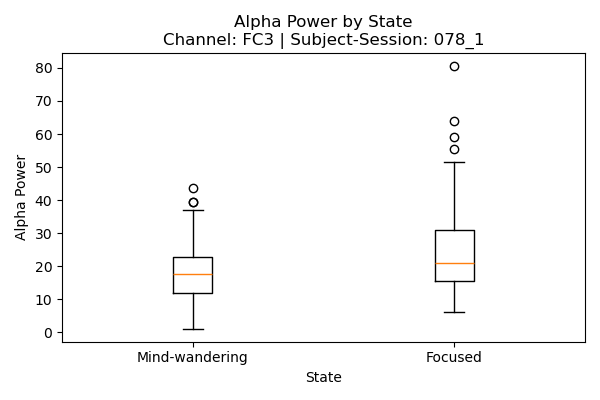 Alpha Power by State
Channel: FC3 | Subject-Session: 078_1
Alpha Power
80
70
60
50
40
30
20
10
0
Mind-wandering
Focused
State